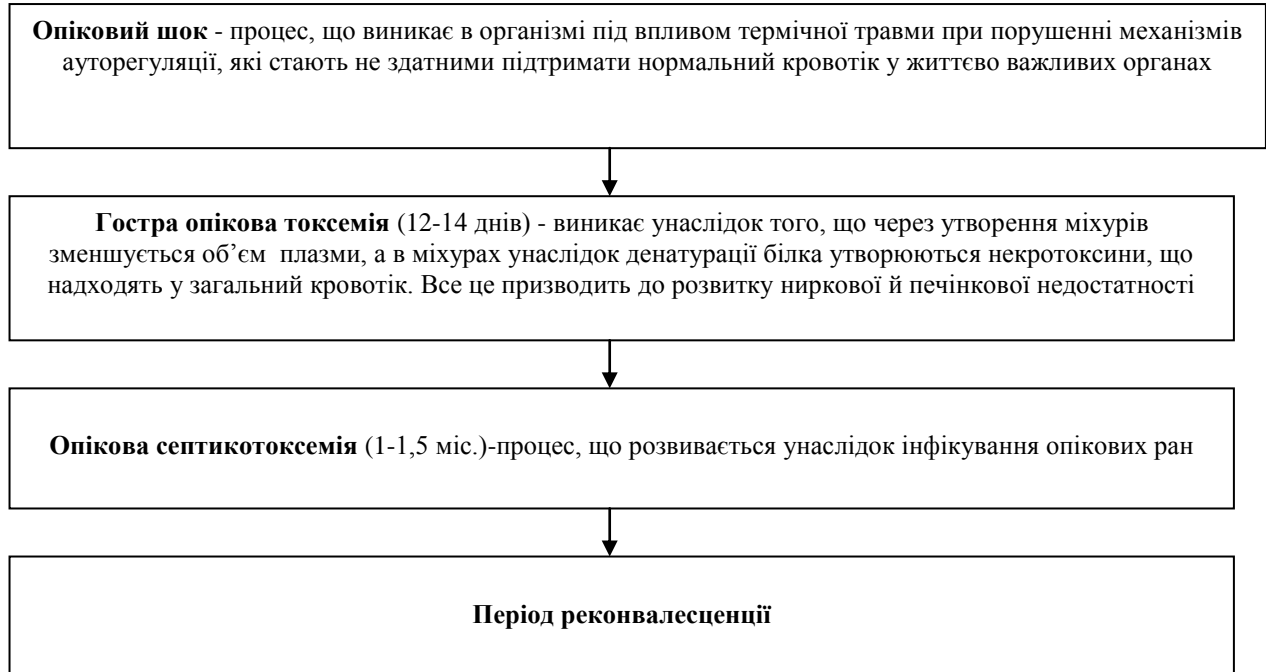 Опіковий шок - процес, що виникає в організмі під впливом термічної травми при порушенні механізмів
ауторегуляції, які стають не здатними підтримати нормальний кровотік у життєво важливих органах
Гостра опікова токсемія (12-14 днів) - виникає унаслідок того, що через утворення міхурів
зменшується об’єм плазми, а в міхурах унаслідок денатурації білка утворюються некротоксини, що
надходять у загальний кровотік. Все це призводить до розвитку ниркової й печінкової недостатності
Опікова септикотоксемія (1-1,5 міс.)-процес, що розвивається унаслідок інфікування опікових ран
Період реконвалесценції